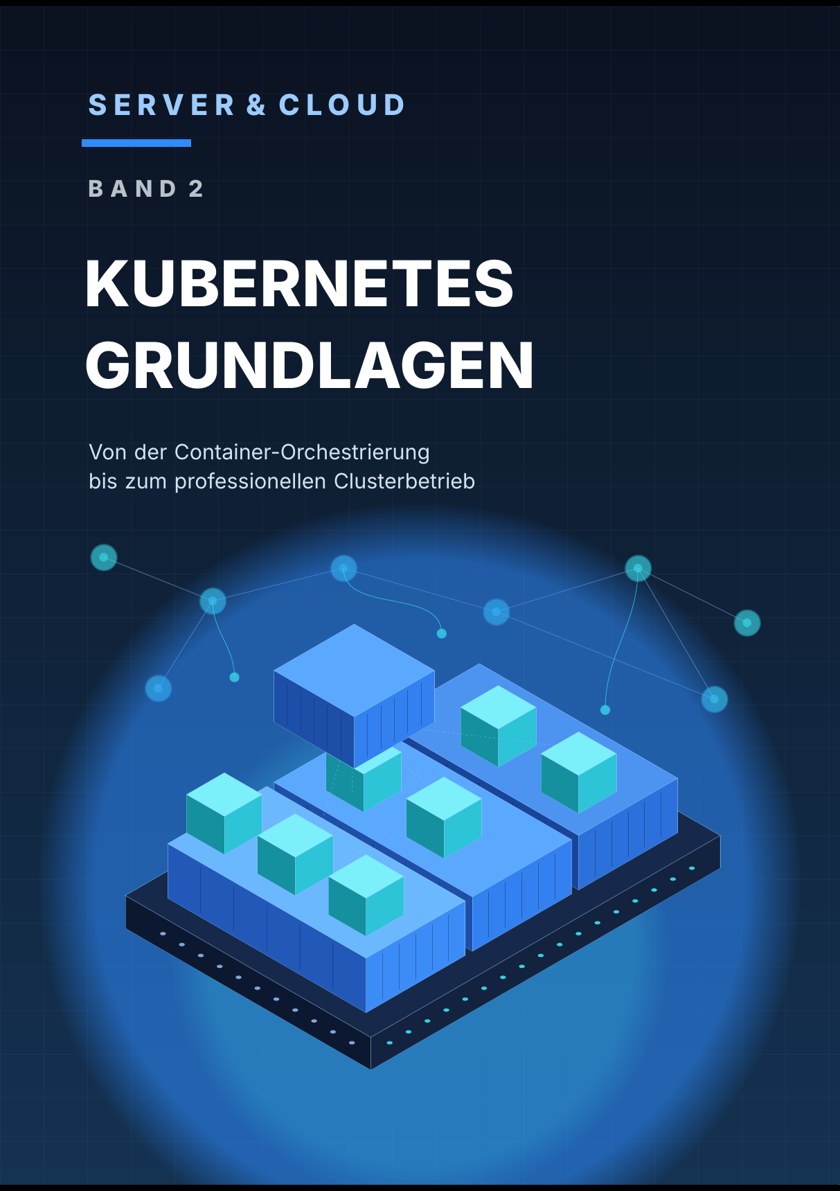 SERVER & CLOUD
BAND 2
KUBERNETES
GRUNDLAGEN
Von der Container-Orchestrierung
bis zum professionellen Clusterbetrieb